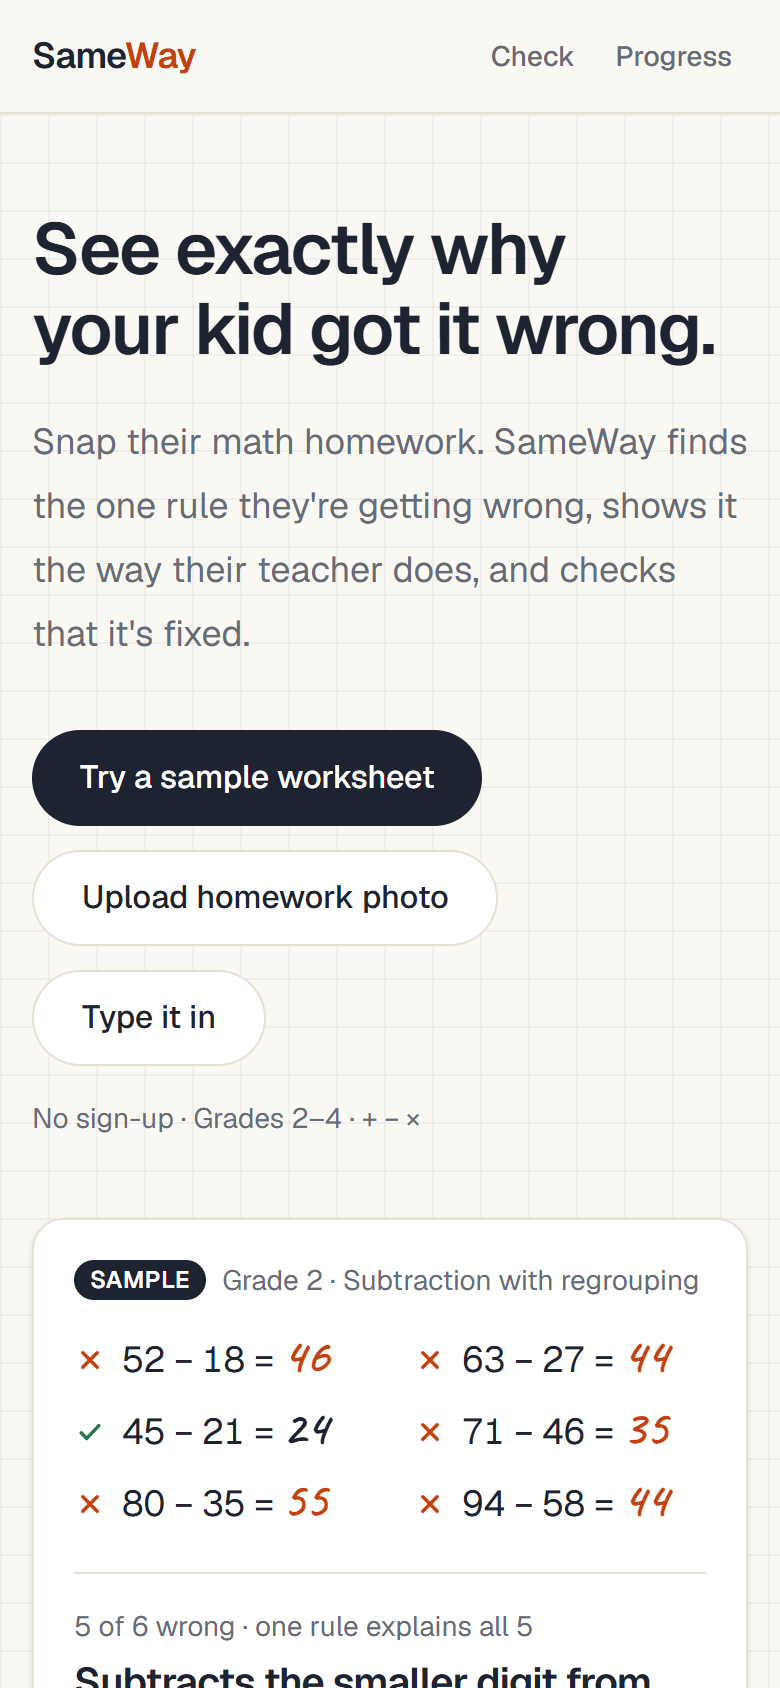 SameWay
Check Progress
See exactly why
your kid got it wrong.
Snap their math homework. SameWay finds
the one rule they're getting wrong, shows it
the way their teacher does, and checks
that it's fixed.
Try a sample worksheet
Upload homework photo
Type it in
No sign-up · Grades 2–4 · + − ×
SAMPLE Grade 2 · Subtraction with regrouping
✕ 52 − 18 = 46 ✕ 63 − 27 = 44
✓ 45 − 21 = 24 ✕ 71 − 46 = 35
✕ 80 − 35 = 55 ✕ 94 − 58 = 44
5 of 6 wrong · one rule explains all 5
Subtracts the smaller digit from